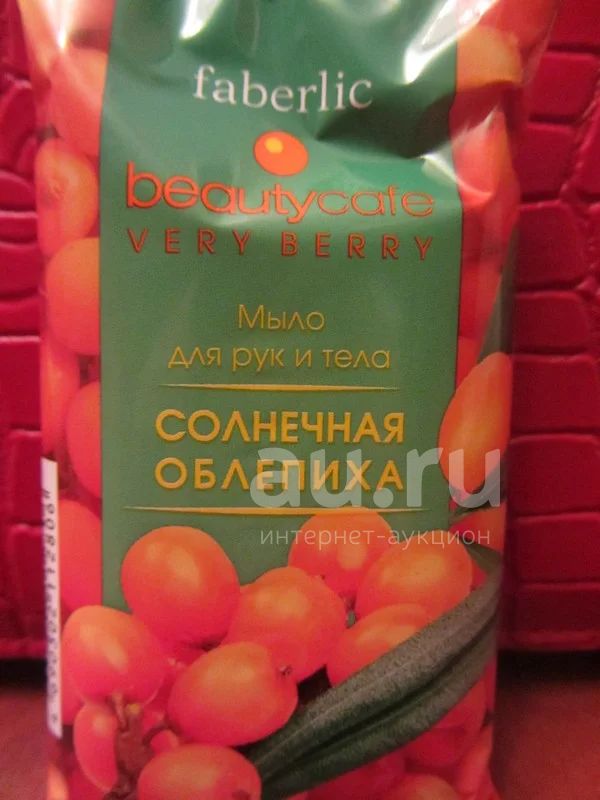 faberlic
beautycafe
VERY BERRY
Мыло
для рук и тела
СОЛНЕЧНАЯ
ОБЛЕПИХА
au.ru
интернет-аукцион